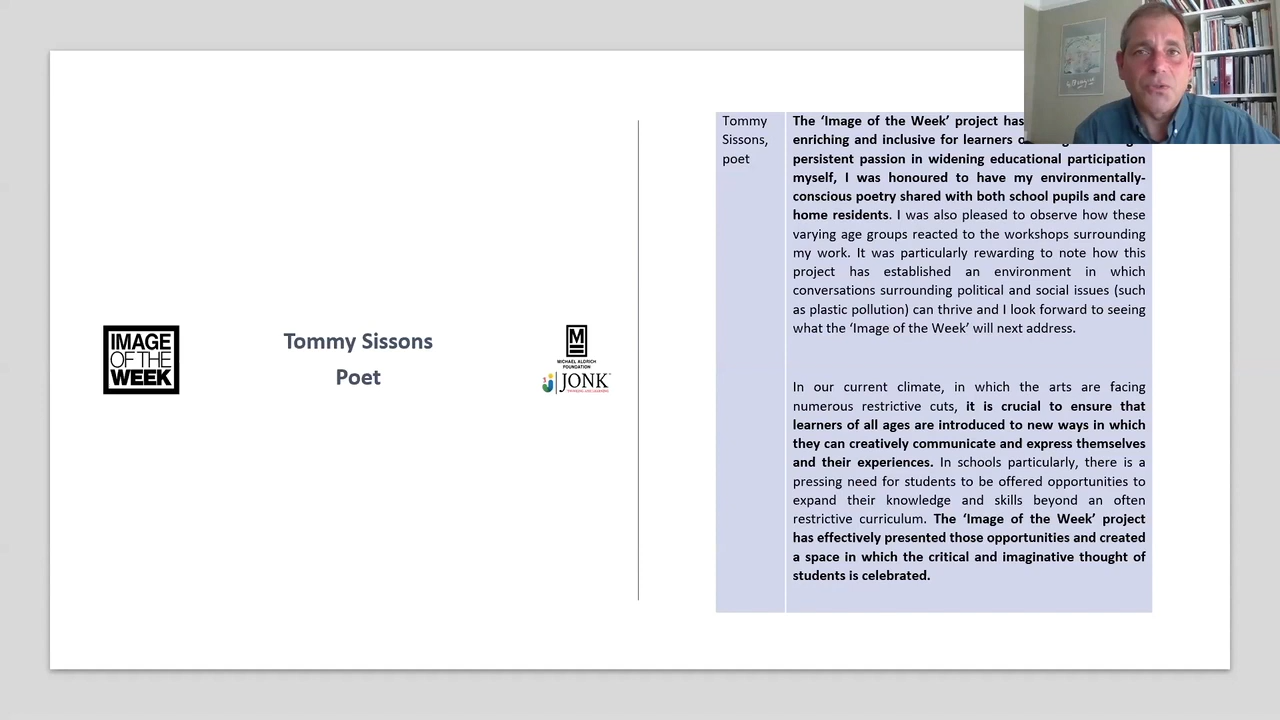 IMAGE
OF THE
WEEK
Tommy Sissons
Poet
MICHAEL ALDRICH
FOUNDATION
JONK
Tommy
Sissons,
poet
The ‘Image of the Week’ project has
enriching and inclusive for learners
persistent passion in widening educational participation
myself, I was honoured to have my environmentally-
conscious poetry shared with both school pupils and care
home residents. I was also pleased to observe how these
varying age groups reacted to the workshops surrounding
my work. It was particularly rewarding to note how this
project has established an environment in which
conversations surrounding political and social issues (such
as plastic pollution) can thrive and I look forward to seeing
what the ‘Image of the Week’ will next address.
In our current climate, in which the arts are facing
numerous restrictive cuts, it is crucial to ensure that
learners of all ages are introduced to new ways in which
they can creatively communicate and express themselves
and their experiences. In schools particularly, there is a
pressing need for students to be offered opportunities to
expand their knowledge and skills beyond an often
restrictive curriculum. The ‘Image of the Week’ project
has effectively presented those opportunities and created
a space in which the critical and imaginative thought of
students is celebrated.